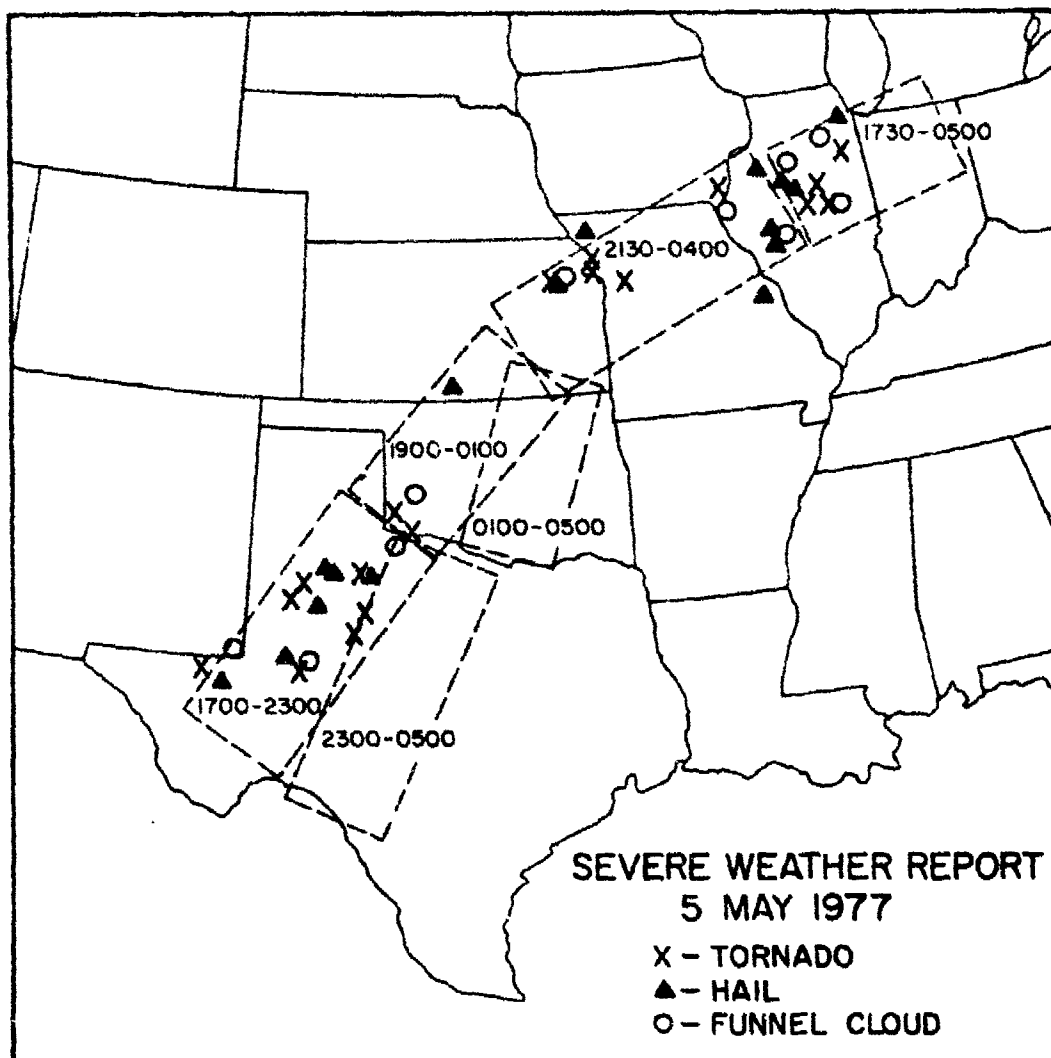 1730-0500
2130-0400
1900-0100
0100-0500
1700-2300
2300-0500
SEVERE WEATHER REPORT
5 MAY 1977
X - TORNADO
▲ - HAIL
O - FUNNEL CLOUD